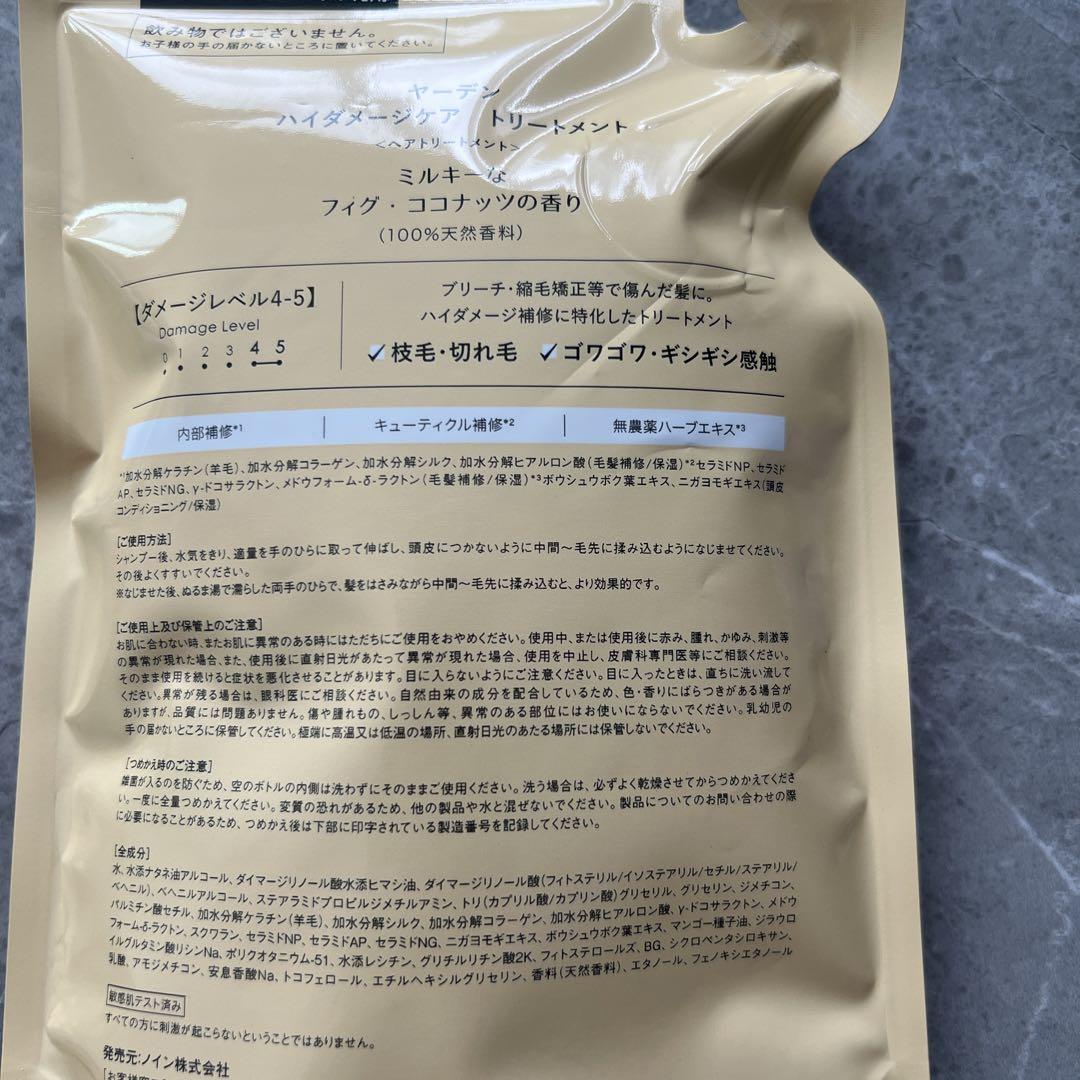 飲み物ではございません。
お子様の手の届かないところに置いてください。
ヤーデン
ハイダメージケア トリートメント
<ヘアトリートメント>
ミルキーな
フィグ・ココナッツの香り
(100%天然香料)
【ダメージレベル4-5】
Damage Level
0 1 2 3 4 5
ブリーチ・縮毛矯正等で傷んだ髪に。
ハイダメージ補修に特化したトリートメント
✓枝毛・切れ毛 ✓ゴワゴワ・ギシギシ感触
内部補修*1 キューティクル補修*2 無農薬ハーブエキス*3
*1加水分解ケラチン(羊毛)、加水分解コラーゲン、加水分解シルク、加水分解ヒアルロン酸(毛髪補修/保湿)*2セラミドNP、セラミド
AP、セラミドNG、γ-ドコサラクトン、メドウフォーム-δ-ラクトン(毛髪補修/保湿)*3ボウシュウボク葉エキス、ニガヨモギエキス(頭皮
コンディショニング/保湿)
[ご使用方法]
シャンプー後、水気をきり、適量を手のひらに取って伸ばし、頭皮につかないように中間〜毛先に揉み込むようになじませてください。
その後よくすすいでください。
※なじませた後、ぬるま湯で濡らした両手のひらで、髪をはさみながら中間〜毛先に揉み込むと、より効果的です。
[ご使用上及び保管上のご注意]
お肌に合わない時、またお肌に異常のある時にはただちにご使用をおやめください。使用中、または使用後に赤み、腫れ、かゆみ、刺激等
の異常が現れた場合、また、使用後に直射日光があたって異常が現れた場合、使用を中止し、皮膚科専門医等にご相談ください。
そのまま使用を続けると症状を悪化させることがあります。目に入らないようにご注意ください。目に入ったときは、直ちに洗い流して
ください。異常が残る場合は、眼科医にご相談ください。自然由来の成分を配合しているため、色・香りにばらつきがある場合が
ありますが、品質には問題ありません。傷や腫れもの、しっしん等、異常のある部位にはお使いにならないでください。乳幼児の
手の届かないところに保管してください。極端に高温又は低温の場所、直射日光のあたる場所には保管しないでください。
[つめかえ時のご注意]
雑菌が入るのを防ぐため、空のボトルの内側は洗わずにそのままご使用ください。洗う場合は、必ずよく乾燥させてからつめかえてくださ
い。一度に全量つめかえてください。変質の恐れがあるため、他の製品や水と混ぜないでください。製品についてのお問い合わせの際
に必要になることがあるため、つめかえ後は下部に印字されている製造番号を記録してください。
[全成分]
水、水添ナタネ油アルコール、ダイマージリノール酸水添ヒマシ油、ダイマージリノール酸(フィトステリル/イソステアリル/セチル/ステアリル/
ベヘニル)、ベヘニルアルコール、ステアラミドプロピルジメチルアミン、トリ(カプリル酸/カプリン酸)グリセリル、グリセリン、ジメチコン、
パルミチン酸セチル、加水分解ケラチン(羊毛)、加水分解シルク、加水分解コラーゲン、加水分解ヒアルロン酸、γ-ドコサラクトン、メドウ
フォーム-δ-ラクトン、スクワラン、セラミドNP、セラミドAP、セラミドNG、ニガヨモギエキス、ボウシュウボク葉エキス、マンゴー種子油、ジラウロ
イルグルタミン酸リシンNa、ポリクオタニウム-51、水添レシチン、グリチルリチン酸2K、フィトステロールズ、BG、シクロペンタシロキサン、
乳酸、アモジメチコン、安息香酸Na、トコフェロール、エチルヘキシルグリセリン、香料(天然香料)、エタノール、フェノキシエタノール
敏感肌テスト済み
すべての方に刺激が起こらないということではありません。
発売元:ノイン株式会社